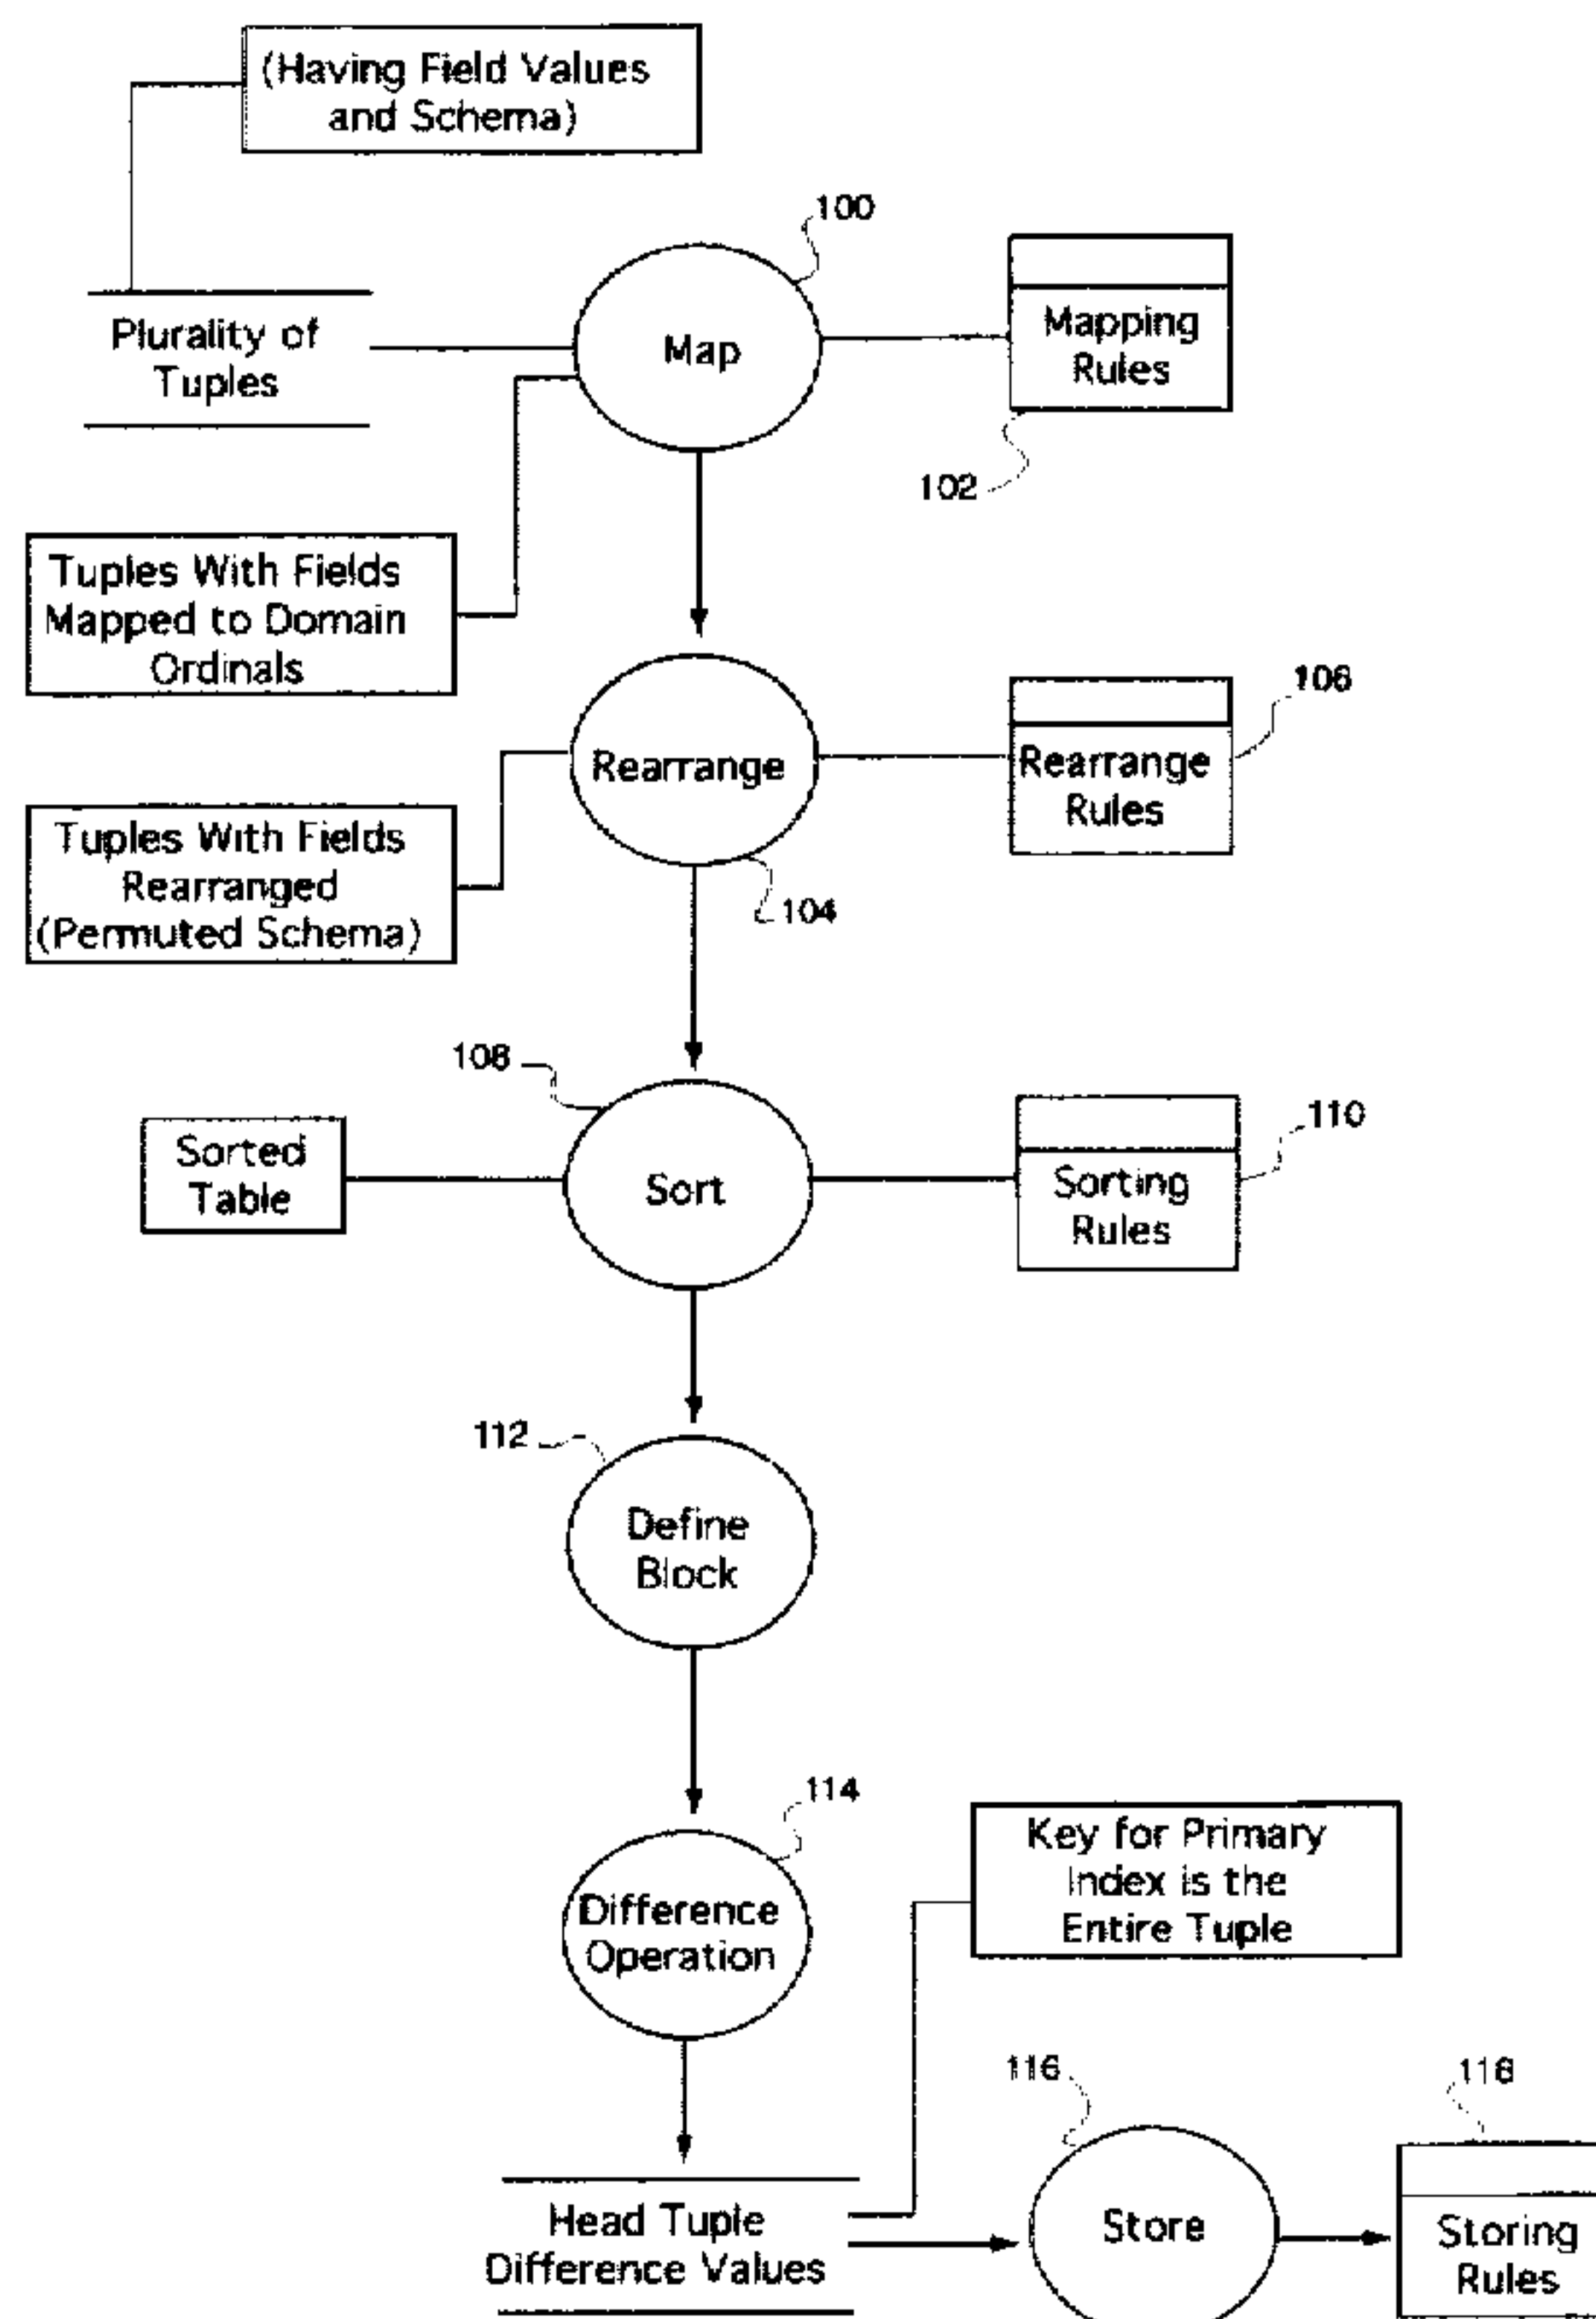 (Having Field Values
and Schema)
100
Plurality of
Tuples
Map
Mapping
Rules
102
Tuples With Fields
Mapped to Domain
Ordinals
Rearrange
Rearrange
Rules
106
Tuples With Fields
Rearranged
(Permuted Schema)
104
108
Sorted
Table
Sort
Sorting
Rules
110
112
Define
Block
114
Difference
Operation
Key for Primary
Index is the
Entire Tuple
116
118
Head Tuple
Difference Values
Store
Storing
Rules